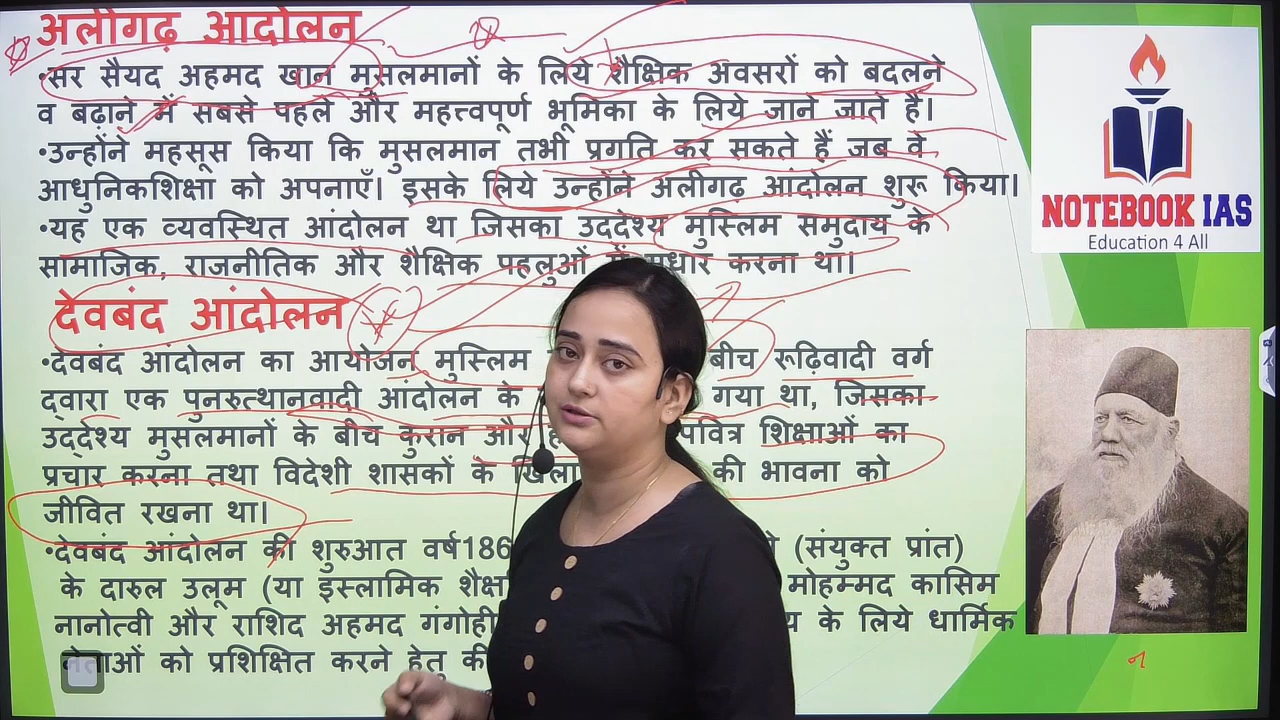 अलीगढ़ आदोलन
•सर सैयद अहमद खान मुसलमानों के लिये शैक्षिक अवसरों को बदलने
व बढ़ाने में सबसे पहले और महत्त्वपूर्ण भूमिका के लिये जाने जाते हैं।
•उन्होंने महसूस किया कि मुसलमान तभी प्रगति कर सकते हैं जब वे
आधुनिकशिक्षा को अपनाएँ। इसके लिये उन्होंने अलीगढ़ आंदोलन शुरू किया।
•यह एक व्यवस्थित आंदोलन था जिसका उद्देश्य मुस्लिम समुदाय के
सामाजिक, राजनीतिक और शैक्षिक पहलुओं में सुधार करना था।
देवबंद आंदोलन
•देवबंद आंदोलन का आयोजन मुस्लिम बीच रूढ़िवादी वर्ग
द्वारा एक पुनरुत्थानवादी आंदोलन के गया था, जिसका
उद्देश्य मुसलमानों के बीच कुरान और पवित्र शिक्षाओं का
प्रचार करना तथा विदेशी शासकों के की भावना को
जीवित रखना था।
•देवबंद आंदोलन की शुरुआत वर्ष186 (संयुक्त प्रांत)
के दारुल उलूम (या इस्लामिक मोहम्मद कासिम
नानोत्वी और राशिद अहमद गंगोही के लिये धार्मिक
नेताओं को प्रशिक्षित करने हेतु की
NOTEBOOK IAS
Education 4 All